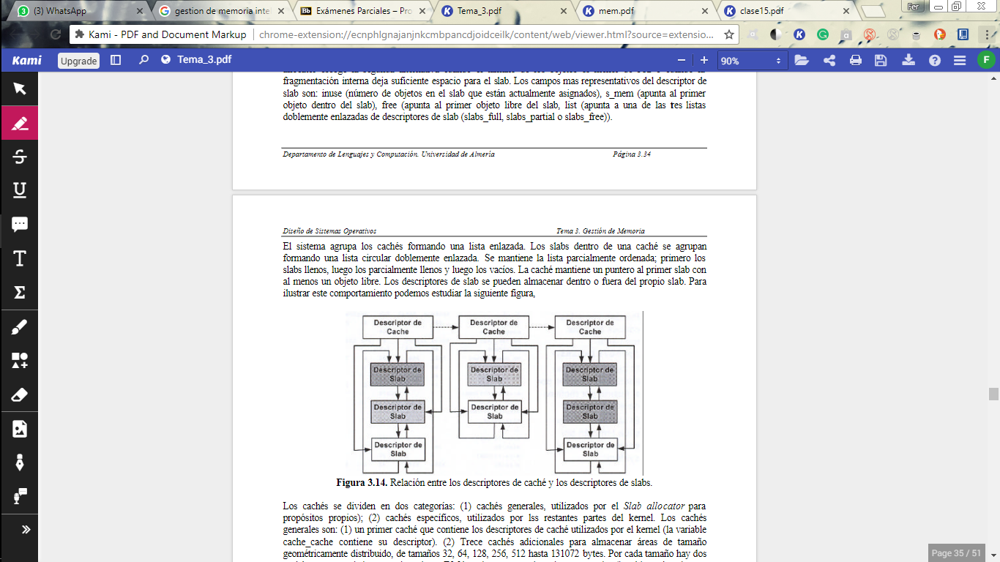 (3) WhatsApp
gestion de memoria inte
Exámenes Parciales – Pro
Tema_3.pdf
mem.pdf
clase15.pdf
Fer
Kami - PDF and Document Markup
chrome-extension://ecnphlgnajanjnkcmbpancdjoidceilk/content/web/viewer.html?source=extensio...
Kami
Upgrade
Tema_3.pdf
90%
F
fragmentación interna deja suficiente espacio para el slab. Los campos mas representativos del descriptor de
slab son: inuse (número de objetos en el slab que están actualmente asignados), s_mem (apunta al primer
objeto dentro del slab), free (apunta al primer objeto libre del slab, list (apunta a una de las tres listas
doblemente enlazadas de descriptores de slab (slabs_full, slabs_partial o slabs_free)).
Departamento de Lenguajes y Computación. Universidad de Almería
Página 3.34
Diseño de Sistemas Operativos
Tema 3. Gestión de Memoria
El sistema agrupa los cachés formando una lista enlazada. Los slabs dentro de una caché se agrupan
formando una lista circular doblemente enlazada. Se mantiene la lista parcialmente ordenada; primero los
slabs llenos, luego los parcialmente llenos y luego los vacíos. La caché mantiene un puntero al primer slab con
al menos un objeto libre. Los descriptores de slab se pueden almacenar dentro o fuera del propio slab. Para
ilustrar este comportamiento podemos estudiar la siguiente figura,
Descriptor de
Cache
Descriptor de
Cache
Descriptor de
Cache
Descriptor de
Slab
Descriptor de
Slab
Descriptor de
Slab
Descriptor de
Slab
Descriptor de
Slab
Descriptor de
Slab
Descriptor de
Slab
Descriptor de
Slab
Figura 3.14. Relación entre los descriptores de caché y los descriptores de slabs.
Los cachés se dividen en dos categorías: (1) cachés generales, utilizados por el Slab allocator para
propósitos propios); (2) cachés específicos, utilizados por lss restantes partes del kernel. Los cachés
generales son: (1) un primer caché que contiene los descriptores de caché utilizados por el kernel (la variable
cache_cache contiene su descriptor). (2) Trece cachés adicionales para almacenar áreas de tamaño
geométricamente distribuido, de tamaños 32, 64, 128, 256, 512 hasta 131072 bytes. Por cada tamaño hay dos
Page 35 / 51